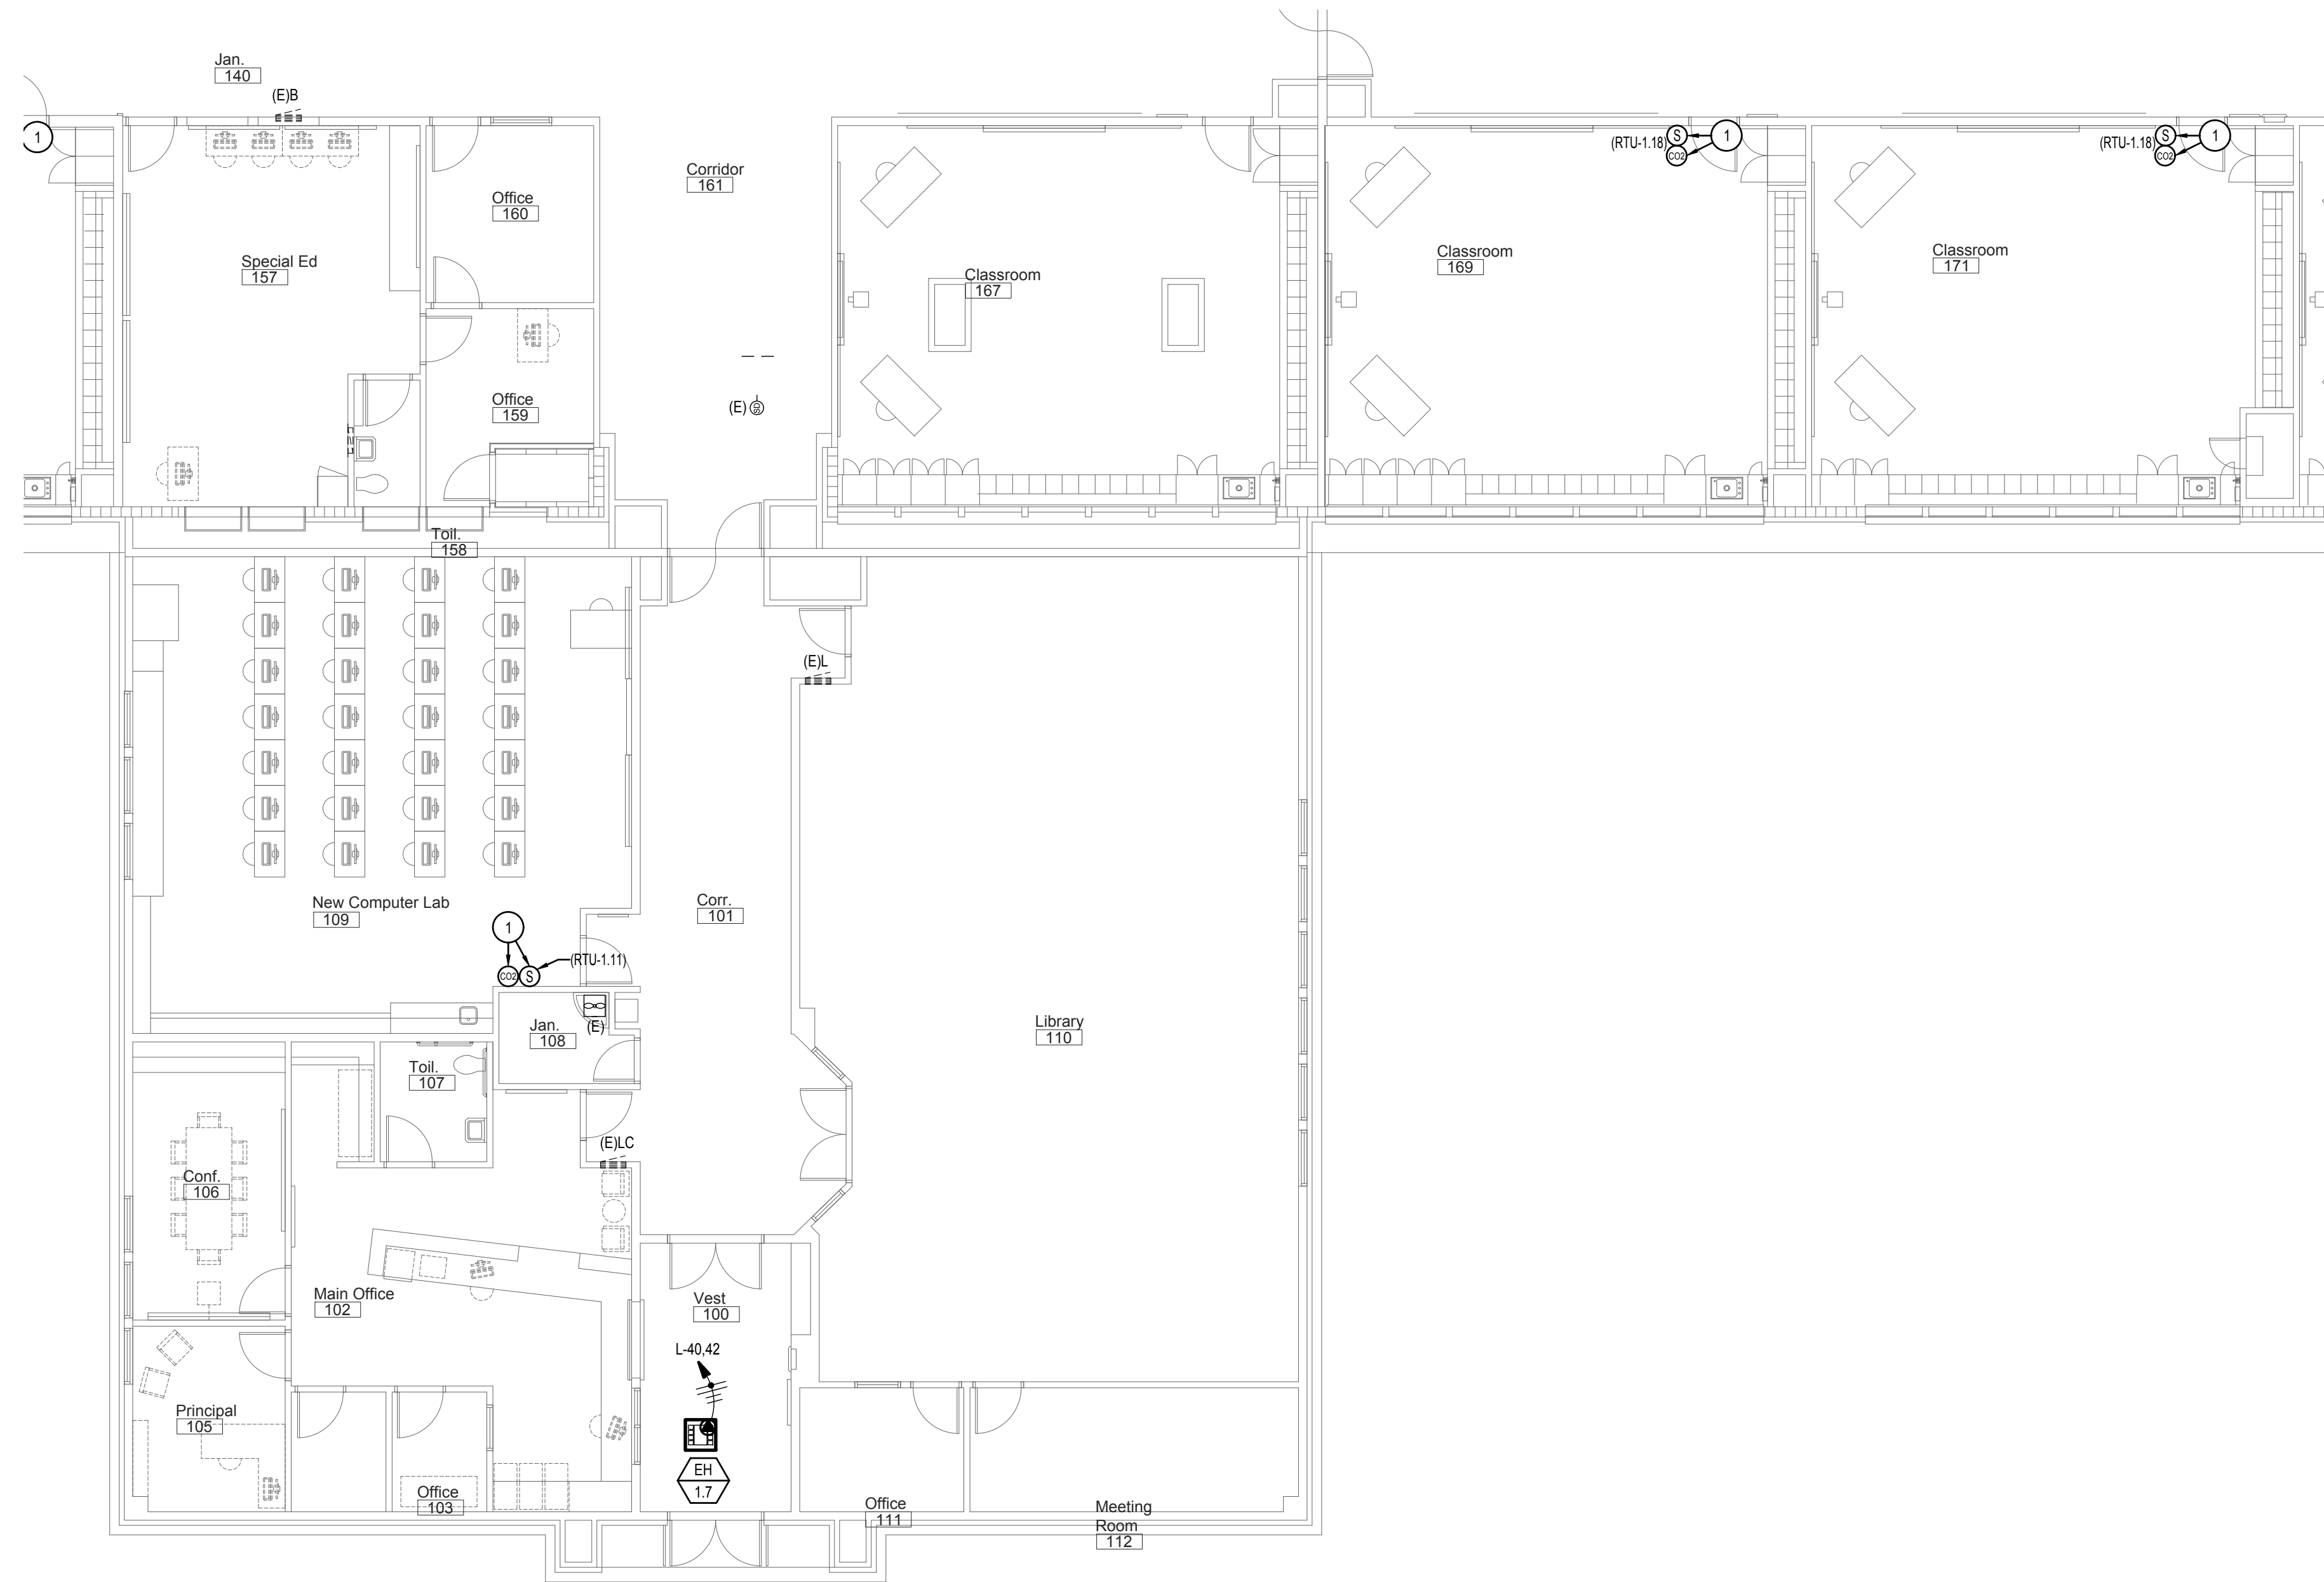 Jan.
140
(E)B
1
Corridor
161
Office
160
Special Ed
157
Classroom
167
Classroom
169
Classroom
171
(RTU-1.18)
S
CO2
1
(RTU-1.18)
S
CO2
1
Office
159
(E)
SD
Toil.
158
(E)L
New Computer Lab
109
Corr.
101
1
CO2
S
(RTU-1.11)
Jan.
108
(E)
Library
110
Toil.
107
(E)LC
Conf.
106
Main Office
102
Vest
100
L-40,42
Principal
105
EH
1.7
Office
103
Office
111
Meeting
Room
112